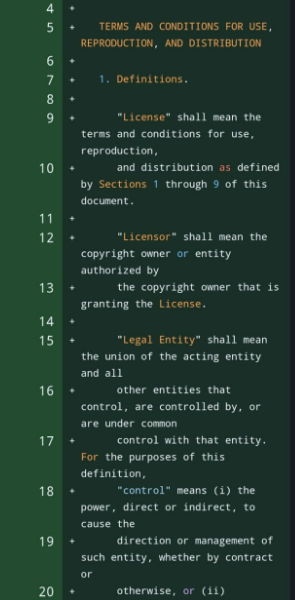 4 +
5 + TERMS AND CONDITIONS FOR USE,
REPRODUCTION, AND DISTRIBUTION
6 +
7 + 1. Definitions.
8 +
9 + "License" shall mean the
terms and conditions for use,
reproduction,
10 + and distribution as defined
by Sections 1 through 9 of this
document.
11 +
12 + "Licensor" shall mean the
copyright owner or entity
authorized by
13 + the copyright owner that is
granting the License.
14 +
15 + "Legal Entity" shall mean
the union of the acting entity
and all
16 + other entities that
control, are controlled by, or
are under common
17 + control with that entity.
For the purposes of this
definition,
18 + "control" means (i) the
power, direct or indirect, to
cause the
19 + direction or management of
such entity, whether by contract
or
20 + otherwise, or (ii)